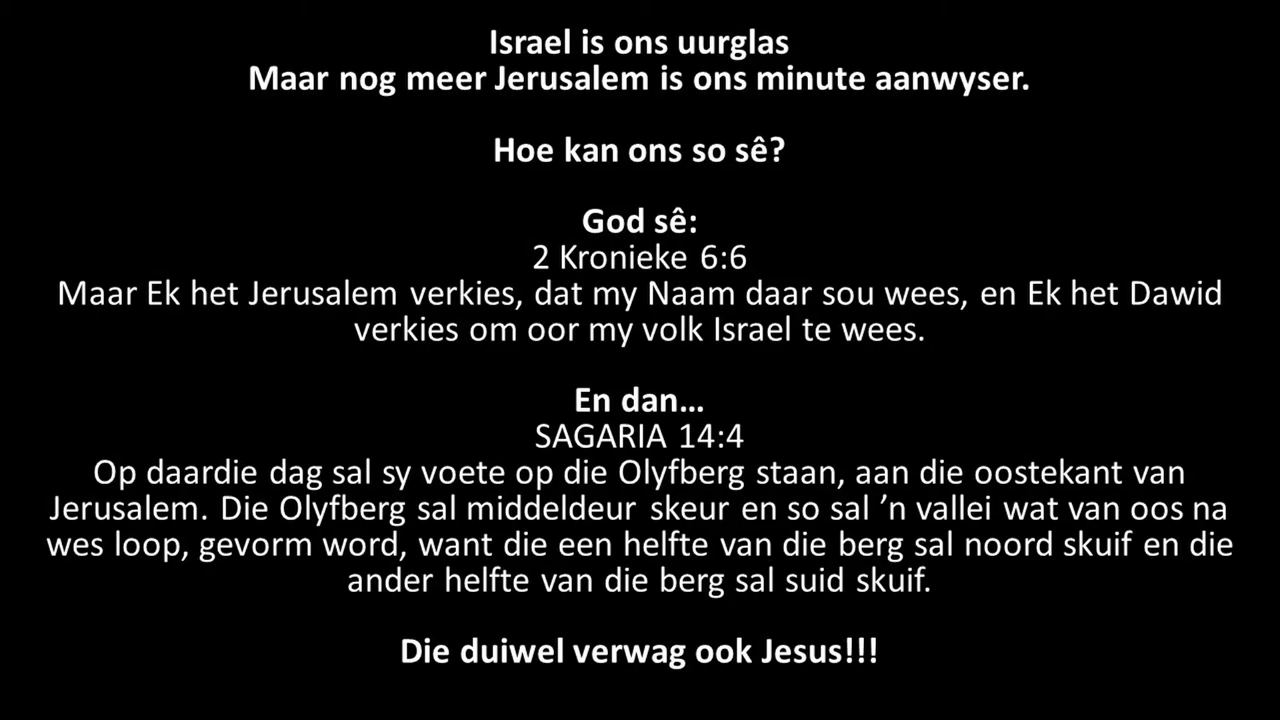 Israel is ons uurglas
Maar nog meer Jerusalem is ons minute aanwyser.
Hoe kan ons so sê?
God sê:
2 Kronieke 6:6
Maar Ek het Jerusalem verkies, dat my Naam daar sou wees, en Ek het Dawid
verkies om oor my volk Israel te wees.
En dan…
SAGARIA 14:4
Op daardie dag sal sy voete op die Olyfberg staan, aan die oostekant van
Jerusalem. Die Olyfberg sal middeldeur skeur en so sal ’n vallei wat van oos na
wes loop, gevorm word, want die een helfte van die berg sal noord skuif en die
ander helfte van die berg sal suid skuif.
Die duiwel verwag ook Jesus!!!